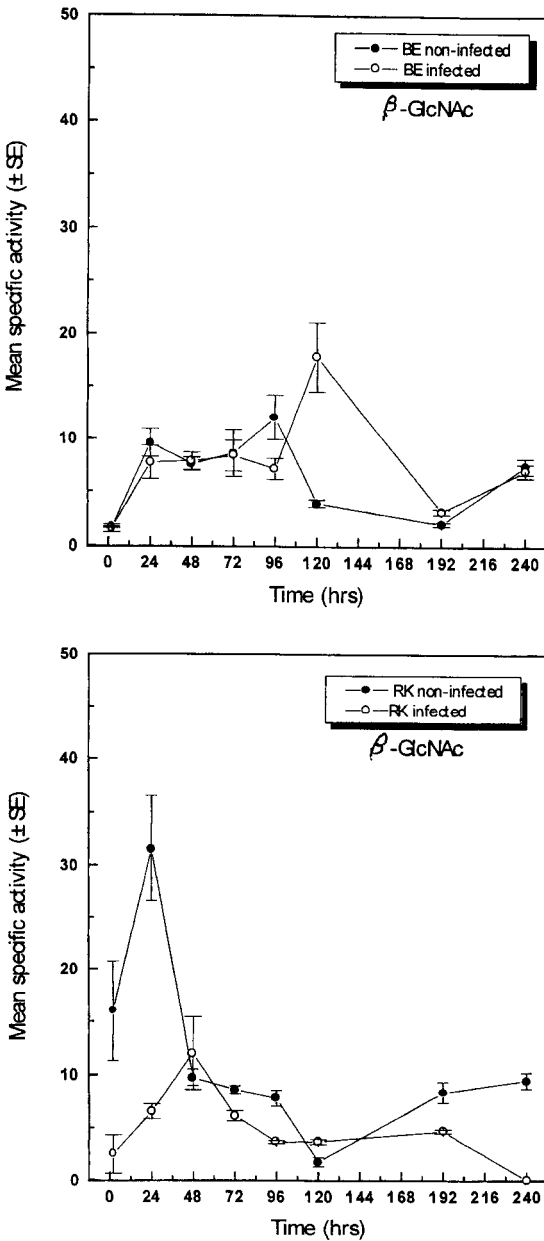 50
BE non-infected
BE infected
β-GlcNAc
40
30
20
10
0
Mean specific activity (± SE)
0 24 48 72 96 120 144 168 192 216 240
Time (hrs)
50
RK non-infected
RK infected
β-GlcNAc
40
30
20
10
0
Mean specific activity (± SE)
0 24 48 72 96 120 144 168 192 216 240
Time (hrs)